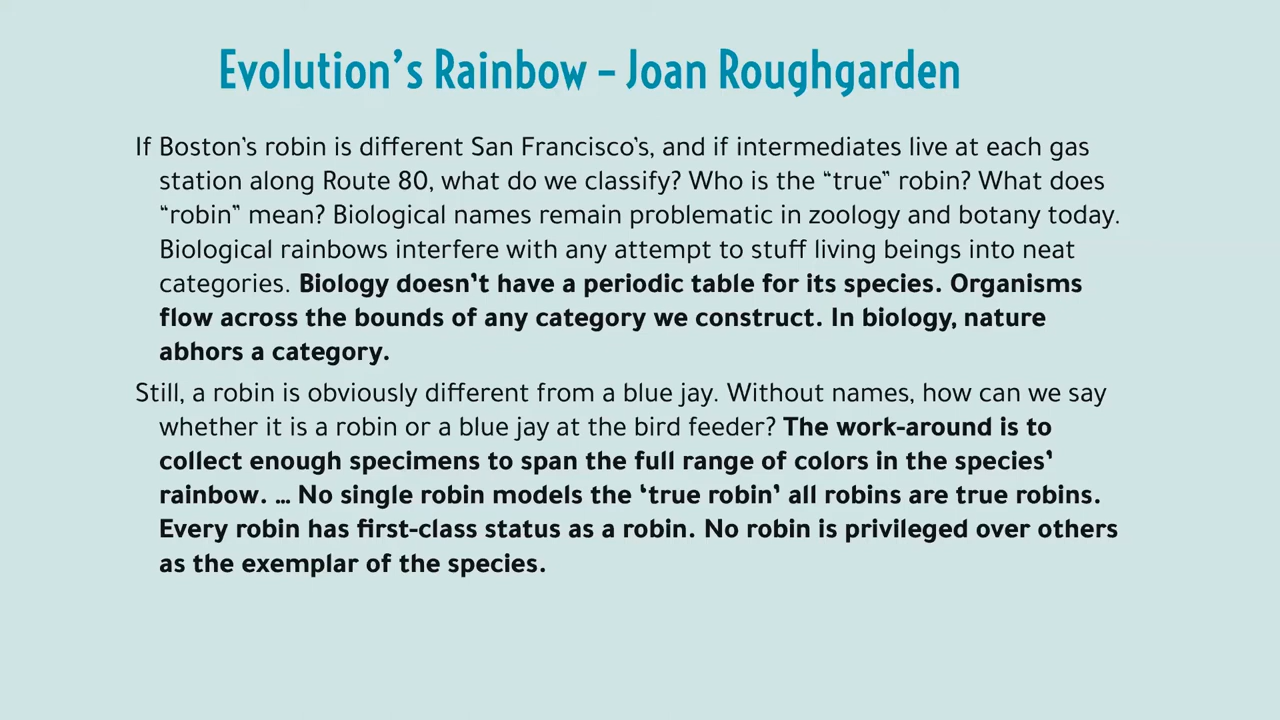 Evolution’s Rainbow – Joan Roughgarden
If Boston’s robin is different San Francisco’s, and if intermediates live at each gas
station along Route 80, what do we classify? Who is the “true” robin? What does
“robin” mean? Biological names remain problematic in zoology and botany today.
Biological rainbows interfere with any attempt to stuff living beings into neat
categories. Biology doesn’t have a periodic table for its species. Organisms
flow across the bounds of any category we construct. In biology, nature
abhors a category.
Still, a robin is obviously different from a blue jay. Without names, how can we say
whether it is a robin or a blue jay at the bird feeder? The work-around is to
collect enough specimens to span the full range of colors in the species’
rainbow. … No single robin models the ‘true robin’ all robins are true robins.
Every robin has first-class status as a robin. No robin is privileged over others
as the exemplar of the species.